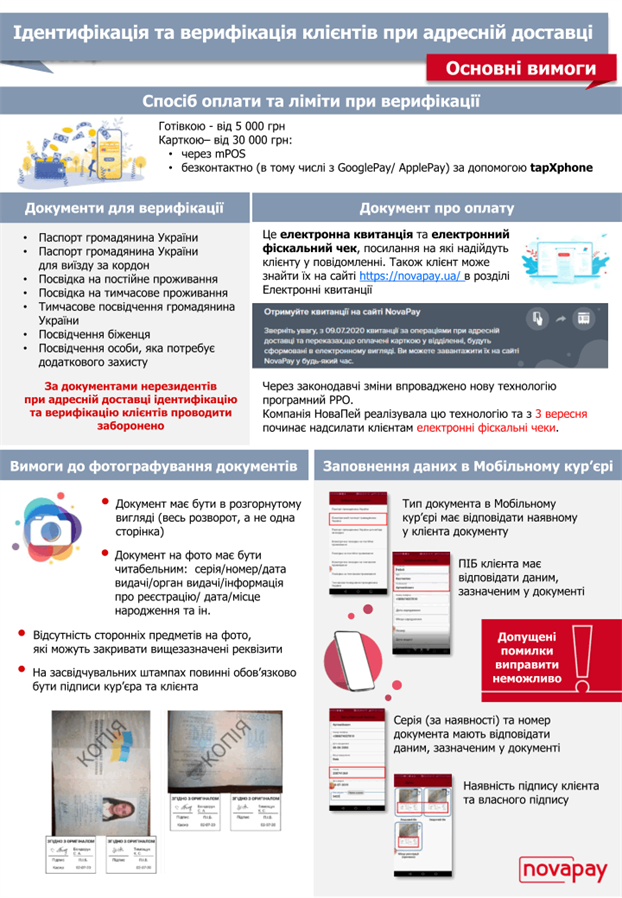 Ідентифікація та верифікація клієнтів при адресній доставці
Основні вимоги
Спосіб оплати та ліміти при верифікації
Готівкою - від 5 000 грн
Карткою– від 30 000 грн:
• через mPOS
• безконтактно (в тому числі з GooglePay/ ApplePay) за допомогою tapXphone
Документи для верифікації
• Паспорт громадянина України
• Паспорт громадянина України
для виїзду за кордон
• Посвідка на постійне проживання
• Посвідка на тимчасове проживання
• Тимчасове посвідчення громадянина
України
• Посвідчення біженця
• Посвідчення особи, яка потребує
додаткового захисту
За документами нерезидентів
при адресній доставці ідентифікацію
та верифікацію клієнтів проводити
заборонено
Документ про оплату
Це електронна квитанція та електронний
фіскальний чек, посилання на які надійдуть
клієнту у повідомленні. Також клієнт може
знайти їх на сайті https://novapay.ua/ в розділі
Електронні квитанції
Отримуйте квитанції на сайті NovaPay
Зверніть увагу, з 09.07.2020 квитанції за операціями при адресній
доставці та переказах,що оплачені карткою у відділенні, будуть
сформовані в електронному вигляді. Ви можете завантажити їх на сайті
NovaPay у будь-який час.
Через законодавчі зміни впроваджено нову технологію
програмний РРО.
Компанія НоваПей реалізувала цю технологію та з 3 вересня
починає надсилати клієнтам електронні фіскальні чеки.
Вимоги до фотографування документів
• Документ має бути в розгорнутому
вигляді (весь розворот, а не одна
сторінка)
• Документ на фото має бути
читабельним: серія/номер/дата
видачі/орган видачі/інформація
про реєстрацію/ дата/місце
народження та ін.
• Відсутність сторонніх предметів на фото,
які можуть закривати вищезазначені реквізити
• На засвідчувальних штампах повинні обов’язково
бути підписи кур’єра та клієнта
КОПІЯ
КОПІЯ
ЗГІДНО З ОРИГІНАЛОМ
ЗГІДНО З ОРИГІНАЛОМ
Підпис П.І.Б.
Підпис П.І.Б.
ЗГІДНО З ОРИГІНАЛОМ
ЗГІДНО З ОРИГІНАЛОМ
Підпис П.І.Б.
Підпис П.І.Б.
Заповнення даних в Мобільному кур’єрі
Тип документа в Мобільному
кур’єрі має відповідати наявному
у клієнта документу
ПІБ клієнта має
відповідати даним,
зазначеним у документі
Допущені
помилки
виправити
неможливо
!
Серія (за наявності) та номер
документа мають відповідати
даним, зазначеним у документі
Наявність підпису клієнта
та власного підпису
novapay